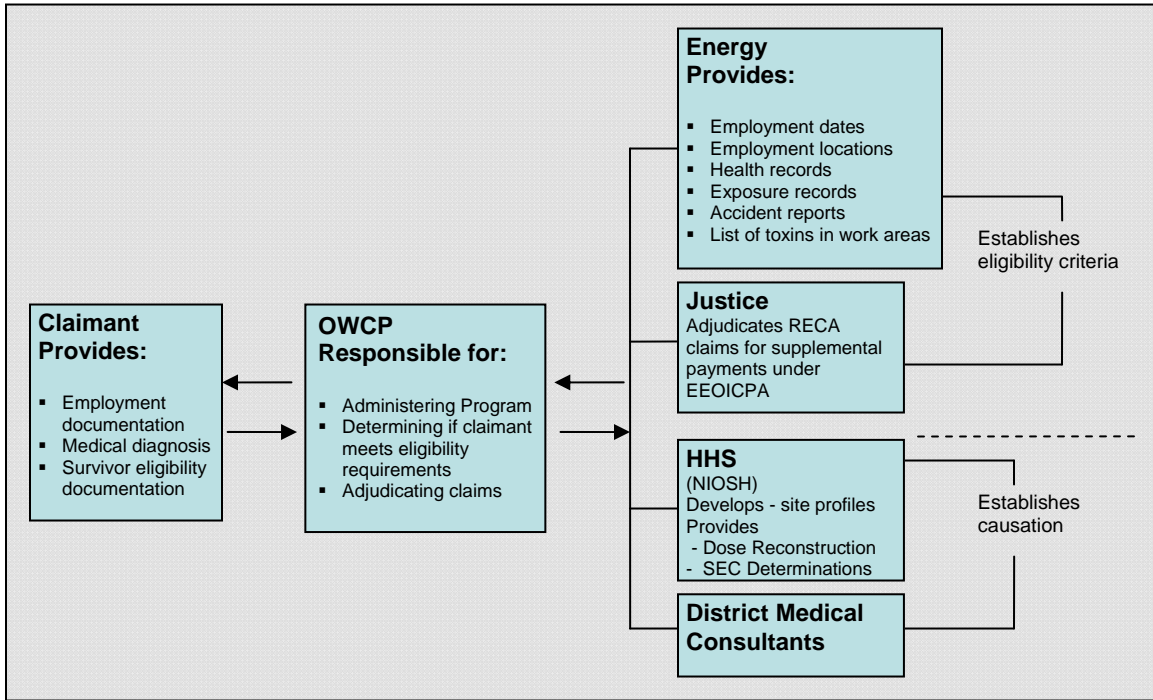 Claimant
Provides:
▪ Employment
documentation
▪ Medical diagnosis
▪ Survivor eligibility
documentation
OWCP
Responsible for:
▪ Administering Program
▪ Determining if claimant
meets eligibility
requirements
▪ Adjudicating claims
Energy
Provides:
▪ Employment dates
▪ Employment locations
▪ Health records
▪ Exposure records
▪ Accident reports
▪ List of toxins in work areas
Establishes
eligibility criteria
Justice
Adjudicates RECA
claims for supplemental
payments under
EEOICPA
HHS
(NIOSH)
Develops - site profiles
Provides
- Dose Reconstruction
- SEC Determinations
Establishes
causation
District Medical
Consultants